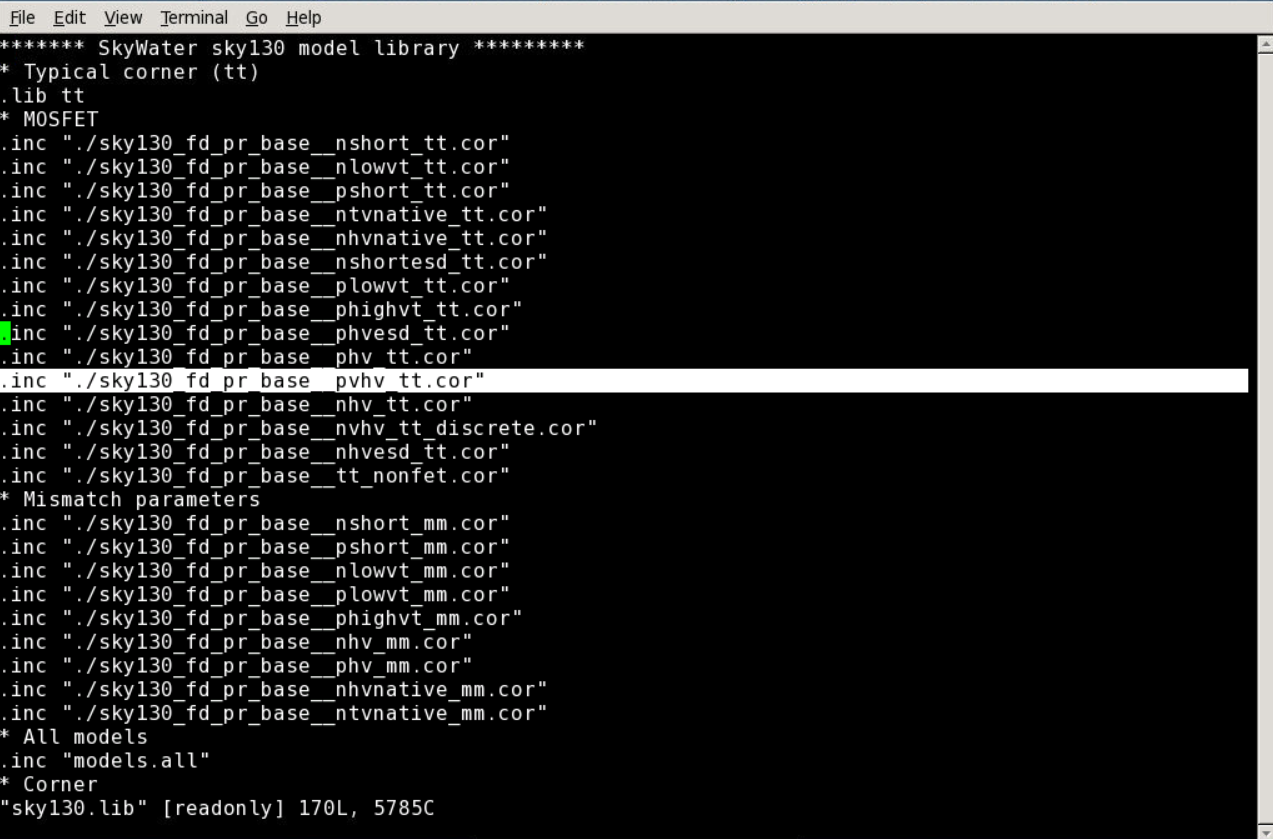 File Edit View Terminal Go Help
******* SkyWater sky130 model library *********
* Typical corner (tt)
.lib tt
* MOSFET
.inc "./sky130_fd_pr_base__nshort_tt.cor"
.inc "./sky130_fd_pr_base__nlowvt_tt.cor"
.inc "./sky130_fd_pr_base__pshort_tt.cor"
.inc "./sky130_fd_pr_base__ntvnative_tt.cor"
.inc "./sky130_fd_pr_base__nhvnative_tt.cor"
.inc "./sky130_fd_pr_base__nshortesd_tt.cor"
.inc "./sky130_fd_pr_base__plowvt_tt.cor"
.inc "./sky130_fd_pr_base__phighvt_tt.cor"
.inc "./sky130_fd_pr_base__phvesd_tt.cor"
.inc "./sky130_fd_pr_base__phv_tt.cor"
.inc "./sky130_fd_pr_base__pvhv_tt.cor"
.inc "./sky130_fd_pr_base__nhv_tt.cor"
.inc "./sky130_fd_pr_base__nvhv_tt_discrete.cor"
.inc "./sky130_fd_pr_base__nhvesd_tt.cor"
.inc "./sky130_fd_pr_base__tt_nonfet.cor"
* Mismatch parameters
.inc "./sky130_fd_pr_base__nshort_mm.cor"
.inc "./sky130_fd_pr_base__pshort_mm.cor"
.inc "./sky130_fd_pr_base__nlowvt_mm.cor"
.inc "./sky130_fd_pr_base__plowvt_mm.cor"
.inc "./sky130_fd_pr_base__phighvt_mm.cor"
.inc "./sky130_fd_pr_base__nhv_mm.cor"
.inc "./sky130_fd_pr_base__phv_mm.cor"
.inc "./sky130_fd_pr_base__nhvnative_mm.cor"
.inc "./sky130_fd_pr_base__ntvnative_mm.cor"
* All models
.inc "models.all"
* Corner
"sky130.lib" [readonly] 170L, 5785C